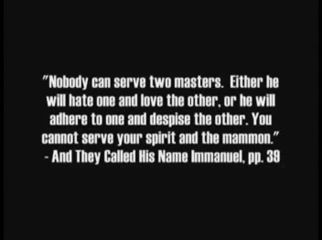 "Nobody can serve two masters.  Either he
will hate one and love the other, or he will
adhere to one and despise the other. You
cannot serve your spirit and the mammon."
- And They Called His Name Immanuel, pp. 39